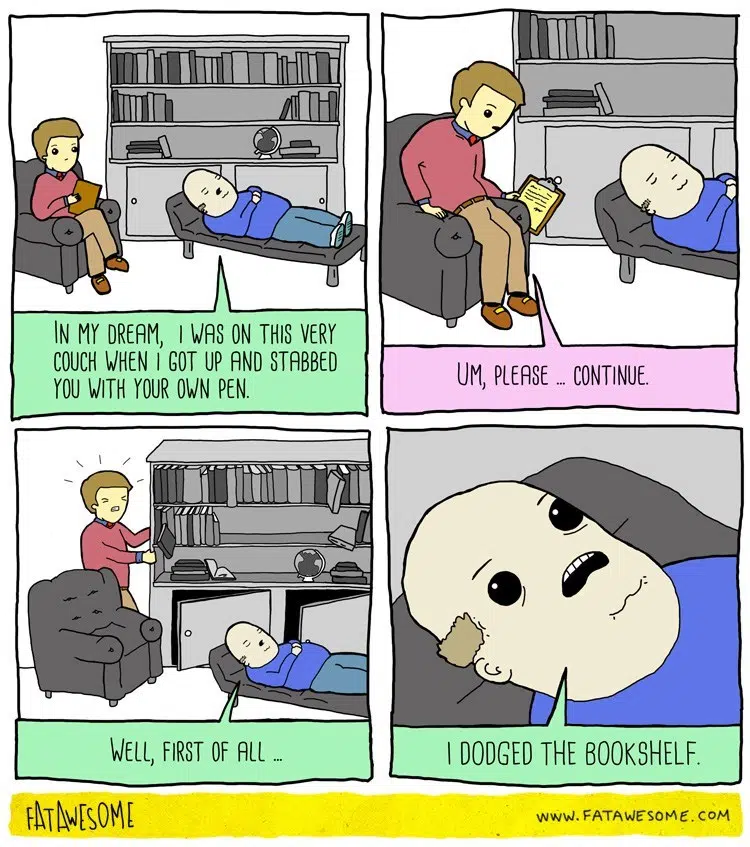 IN MY DREAM, I WAS ON THIS VERY
COUCH WHEN I GOT UP AND STABBED
YOU WITH YOUR OWN PEN.
UM, PLEASE ... CONTINUE.
WELL, FIRST OF ALL ...
I DODGED THE BOOKSHELF.
FATAWESOME
WWW.FATAWESOME.COM